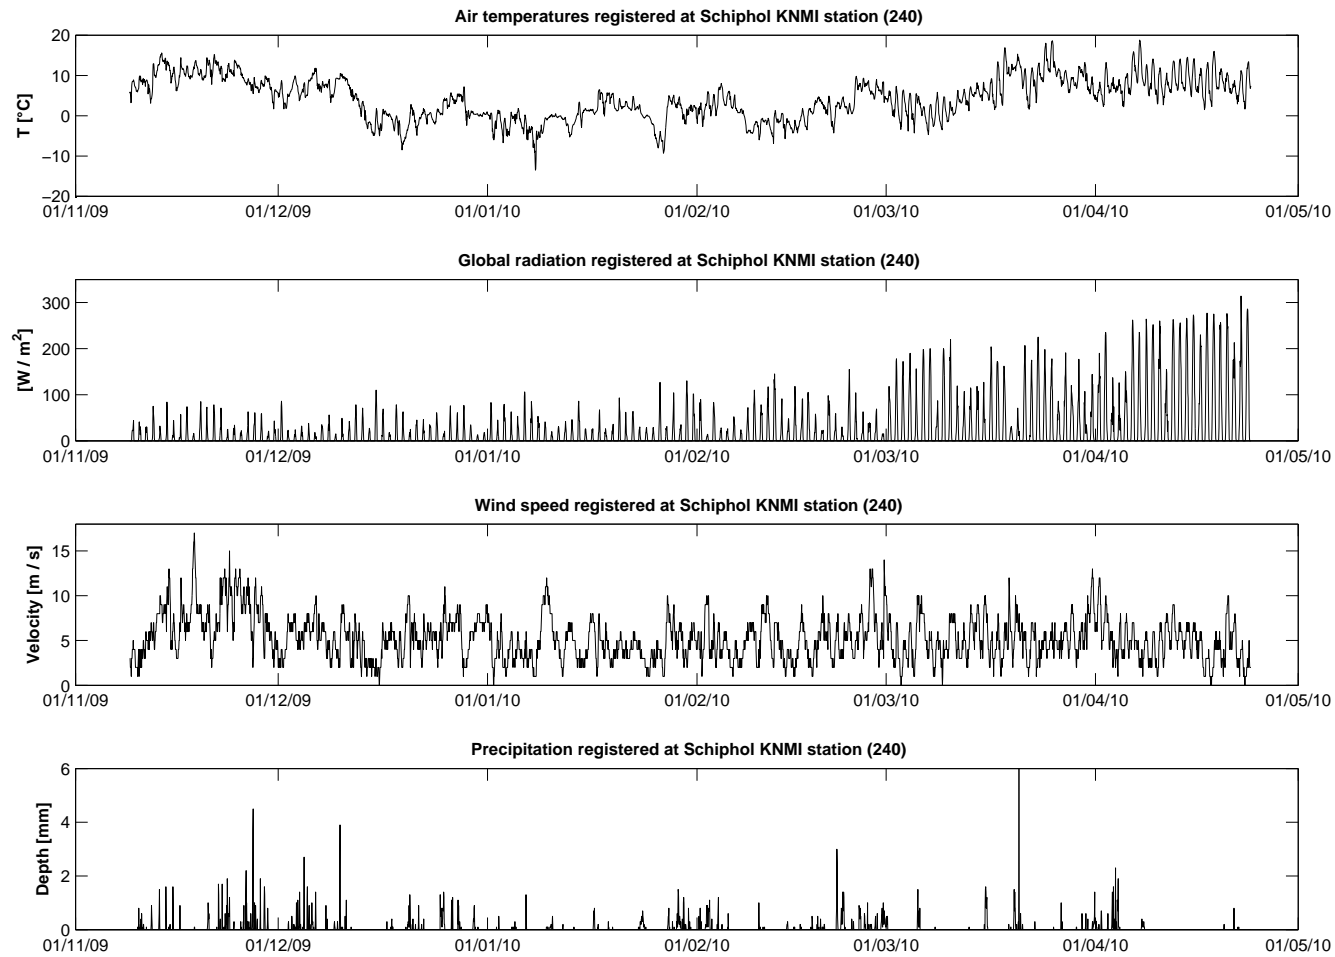 Air temperatures registered at Schiphol KNMI station (240)
20
10
0
−10
−20
T [°C]
01/11/09 01/12/09 01/01/10 01/02/10 01/03/10 01/04/10 01/05/10
Global radiation registered at Schiphol KNMI station (240)
300
200
100
0
[W / m²]
01/11/09 01/12/09 01/01/10 01/02/10 01/03/10 01/04/10 01/05/10
Wind speed registered at Schiphol KNMI station (240)
15
10
5
0
Velocity [m / s]
01/11/09 01/12/09 01/01/10 01/02/10 01/03/10 01/04/10 01/05/10
Precipitation registered at Schiphol KNMI station (240)
6
4
2
0
Depth [mm]
01/11/09 01/12/09 01/01/10 01/02/10 01/03/10 01/04/10 01/05/10